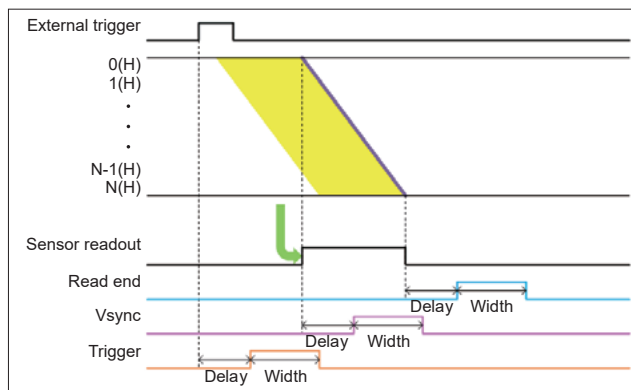 External trigger
0(H)
1(H)
•
•
•
N-1(H)
N(H)
Sensor readout
Read end
Delay Width
Vsync
Delay Width
Trigger
Delay Width